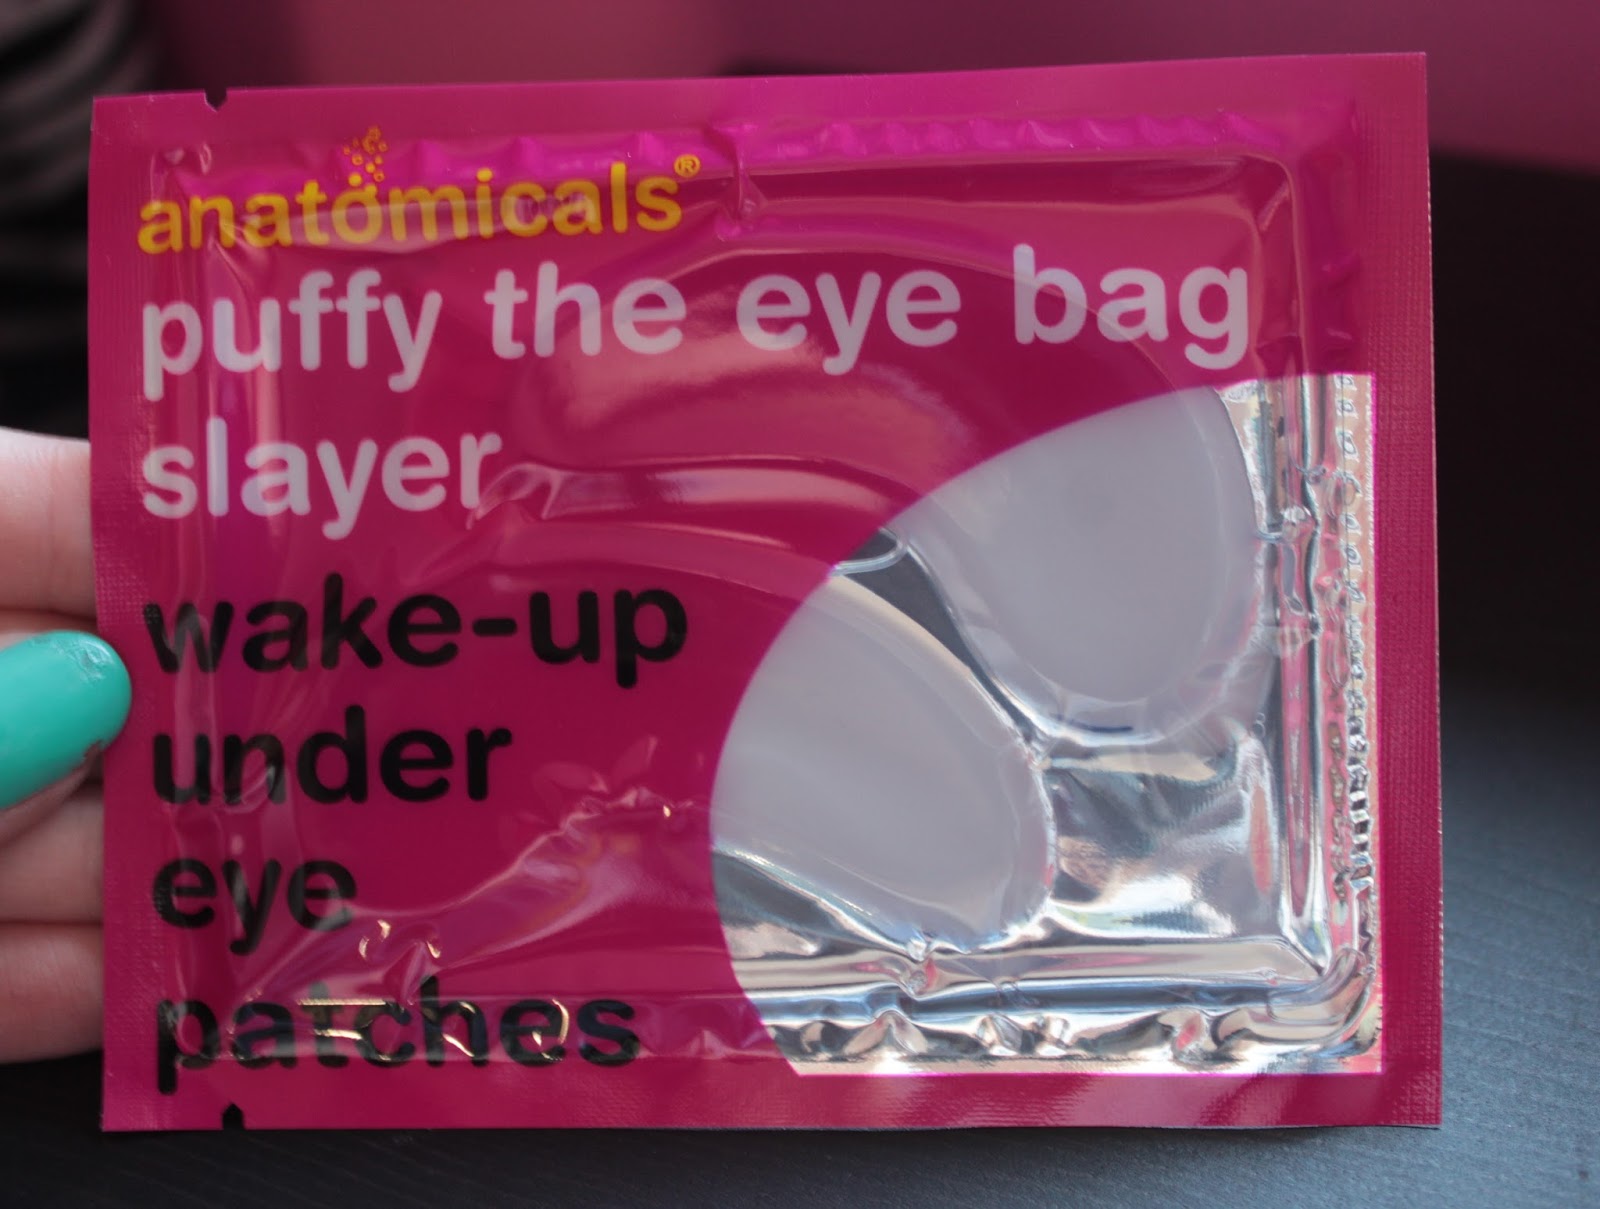 anatomicals®
puffy the eye bag
slayer
wake-up
under
eye
patches